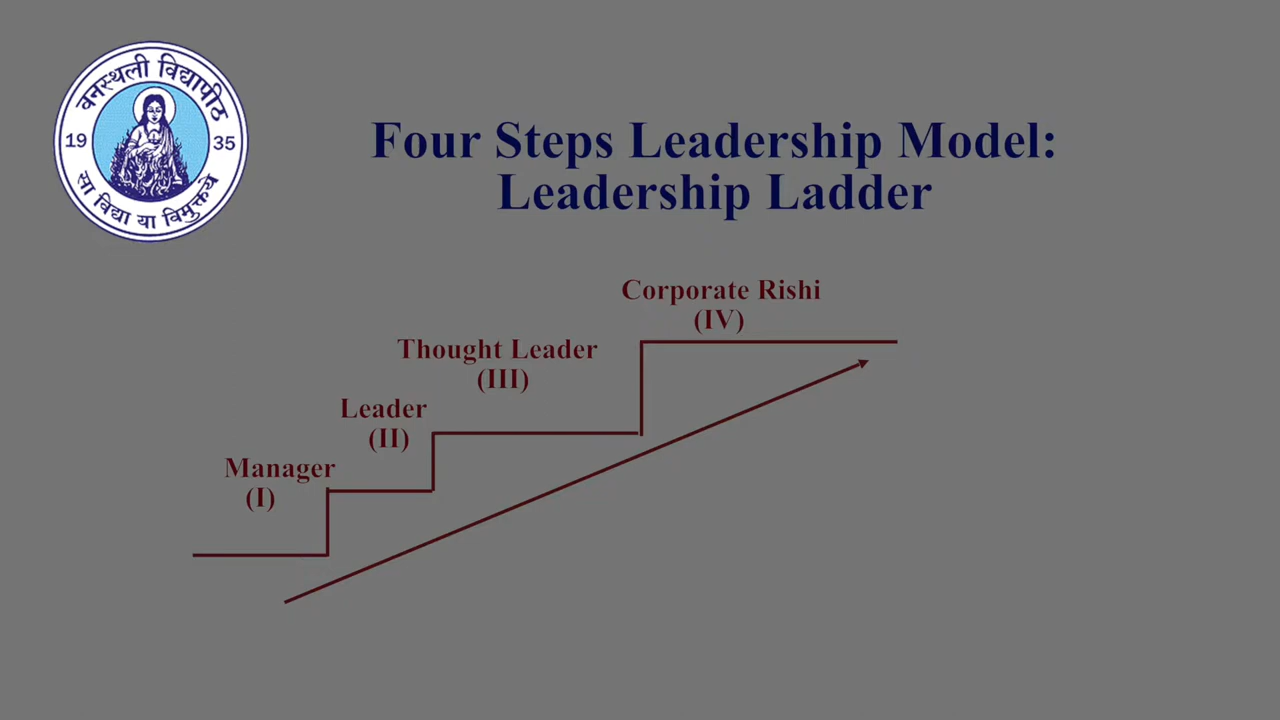 वनस्थली विद्यापीठ
19 35
सा विद्या या विमुक्तये
Four Steps Leadership Model:
Leadership Ladder
Corporate Rishi
(IV)
Thought Leader
(III)
Leader
(II)
Manager
(I)